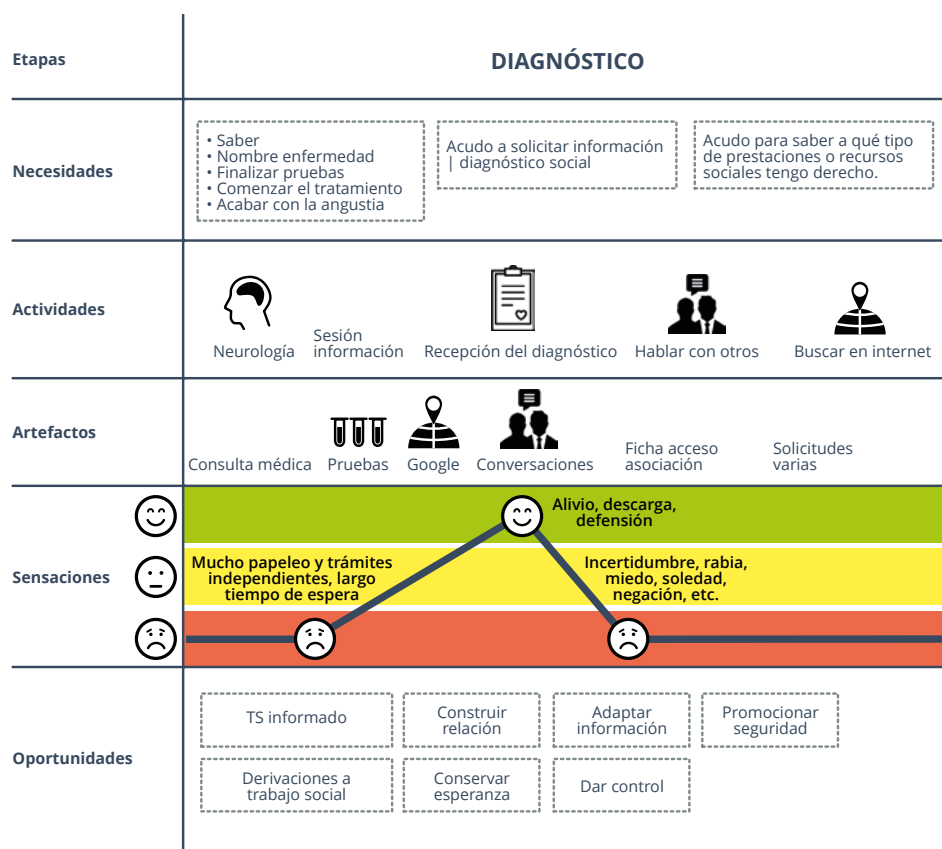 Etapas
DIAGNÓSTICO
Necesidades
• Saber
• Nombre enfermedad
• Finalizar pruebas
• Comenzar el tratamiento
• Acabar con la angustia
Acudo a solicitar información
| diagnóstico social
Acudo para saber a qué tipo
de prestaciones o recursos
sociales tengo derecho.
Actividades
Neurología
Sesión
información
Recepción del diagnóstico
Hablar con otros
Buscar en internet
Artefactos
Consulta médica
Pruebas
Google
Conversaciones
Ficha acceso
asociación
Solicitudes
varias
Sensaciones
Alivio, descarga,
defensión
Mucho papeleo y trámites
independientes, largo
tiempo de espera
Incertidumbre, rabia,
miedo, soledad,
negación, etc.
Oportunidades
TS informado
Construir
relación
Adaptar
información
Promocionar
seguridad
Derivaciones a
trabajo social
Conservar
esperanza
Dar control